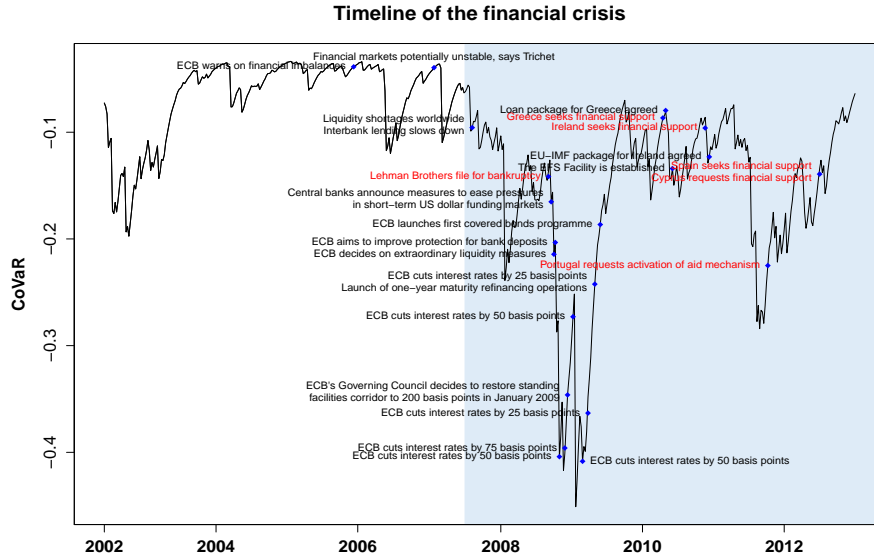 Timeline of the financial crisis
Financial markets potentially unstable, says Trichet
ECB warns on financial imbalances
Loan package for Greece agreed
Greece seeks financial support
Liquidity shortages worldwide
Interbank lending slows down
Ireland seeks financial support
EU−IMF package for Ireland agreed
The EFS Facility is established
Spain seeks financial support
Lehman Brothers file for bankruptcy
Cyprus requests financial support
Central banks announce measures to ease pressures
in short−term US dollar funding markets
ECB launches first covered bonds programme
ECB aims to improve protection for bank deposits
ECB decides on extraordinary liquidity measures
Portugal requests activation of aid mechanism
ECB cuts interest rates by 25 basis points
Launch of one−year maturity refinancing operations
ECB cuts interest rates by 50 basis points
ECB's Governing Council decides to restore standing
facilities corridor to 200 basis points in January 2009
ECB cuts interest rates by 25 basis points
ECB cuts interest rates by 75 basis points
ECB cuts interest rates by 50 basis points
ECB cuts interest rates by 50 basis points
CoVaR
−0.1
−0.2
−0.3
−0.4
2002
2004
2006
2008
2010
2012